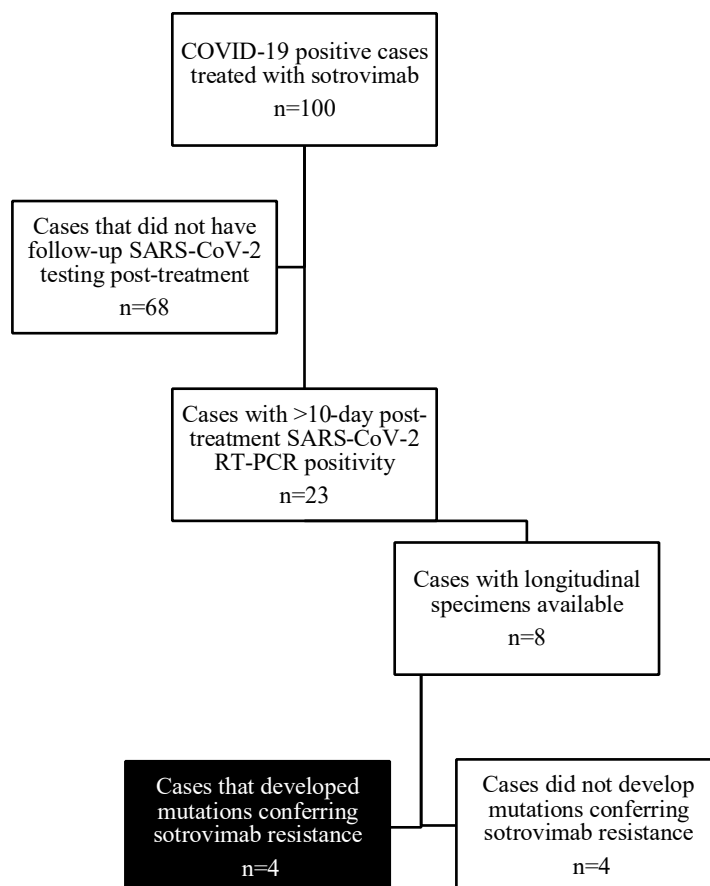 COVID-19 positive cases
treated with sotrovimab
n=100
Cases that did not have
follow-up SARS-CoV-2
testing post-treatment
n=68
Cases with >10-day post-
treatment SARS-CoV-2
RT-PCR positivity
n=23
Cases with longitudinal
specimens available
n=8
Cases that developed
mutations conferring
sotrovimab resistance
n=4
Cases did not develop
mutations conferring
sotrovimab resistance
n=4